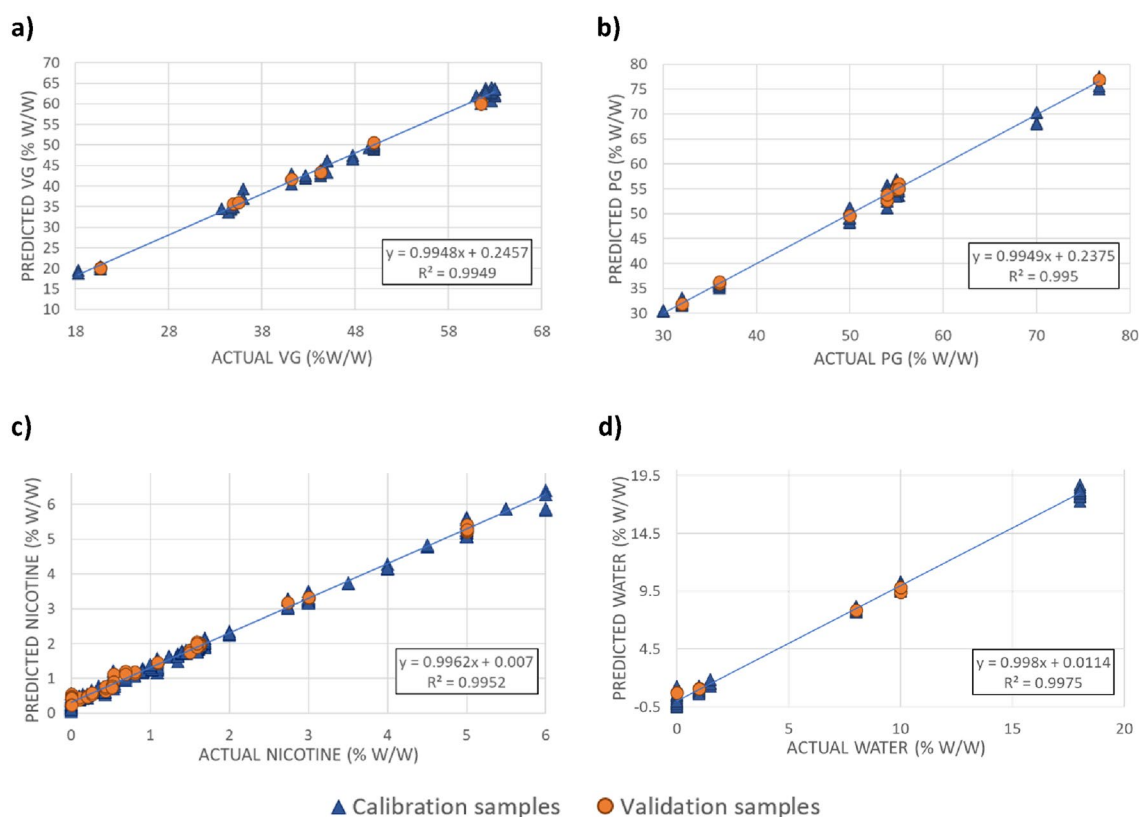 a)
PREDICTED VG (% W/W)
65
60
55
50
45
40
35
30
25
20
15
10
18 28 38 48 58 68
ACTUAL VG (%W/W)
y = 0.9948x + 0.2457
R² = 0.9949
b)
PREDICTED PG (% W/W)
80
75
70
65
60
55
50
45
40
35
30
30 40 50 60 70 80
ACTUAL PG (% W/W)
y = 0.9949x + 0.2375
R² = 0.995
c)
PREDICTED NICOTINE (% W/W)
6
5
4
3
2
1
0
0 1 2 3 4 5 6
ACTUAL NICOTINE (% W/W)
y = 0.9962x + 0.007
R² = 0.9952
d)
PREDICTED WATER (% W/W)
19.5
14.5
9.5
4.5
-0.5
0 5 10 15 20
ACTUAL WATER (% W/W)
y = 0.998x + 0.0114
R² = 0.9975
Calibration samples Validation samples